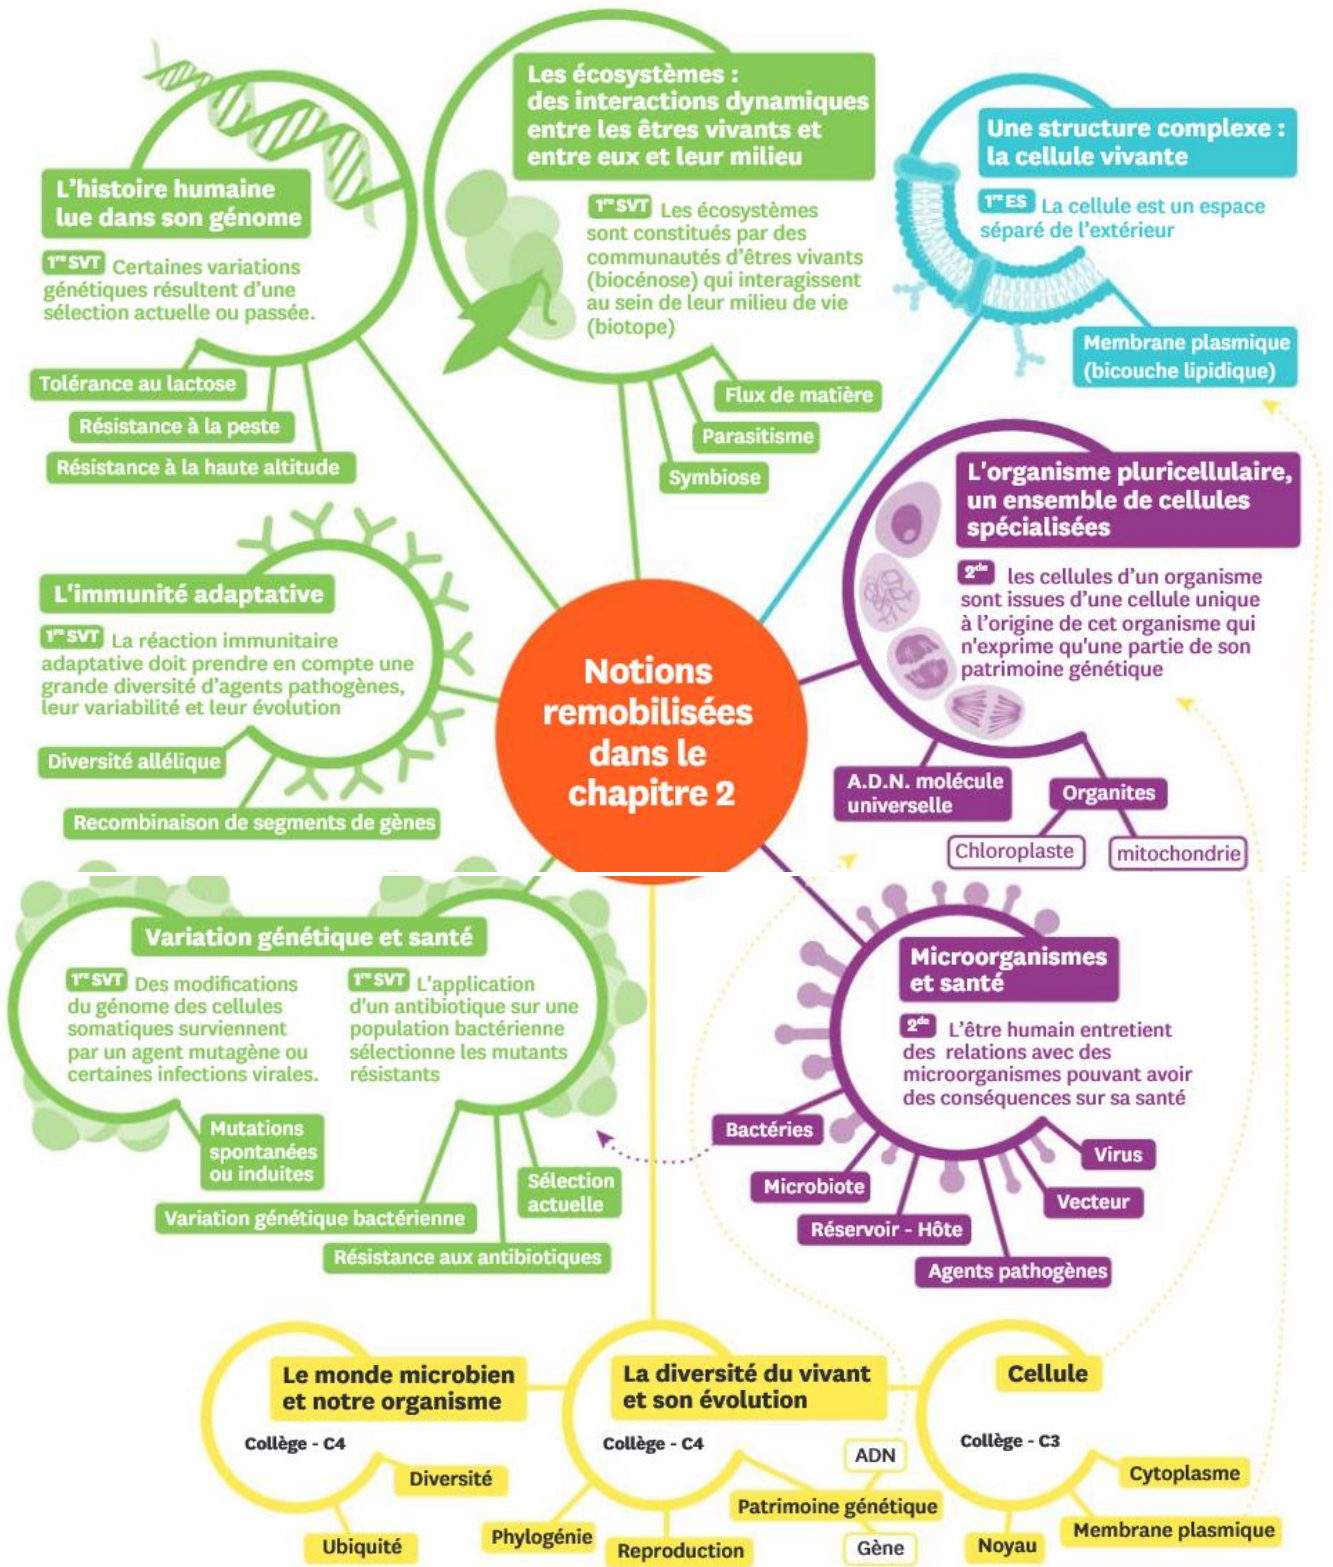 L'histoire humaine
lue dans son génome
1re SVT Certaines variations
génétiques résultent d'une
sélection actuelle ou passée.
Tolérance au lactose
Résistance à la peste
Résistance à la haute altitude
Les écosystèmes :
des interactions dynamiques
entre les êtres vivants et
entre eux et leur milieu
1re SVT Les écosystèmes
sont constitués par des
communautés d'êtres vivants
(biocénose) qui interagissent
au sein de leur milieu de vie
(biotope)
Flux de matière
Parasitisme
Symbiose
Une structure complexe :
la cellule vivante
1re ES La cellule est un espace
séparé de l'extérieur
Membrane plasmique
(bicouche lipidique)
L'organisme pluricellulaire,
un ensemble de cellules
spécialisées
2de les cellules d'un organisme
sont issues d'une cellule unique
à l'origine de cet organisme qui
n'exprime qu'une partie de son
patrimoine génétique
A.D.N. molécule
universelle
Organites
Chloroplaste
mitochondrie
L'immunité adaptative
1re SVT La réaction immunitaire
adaptative doit prendre en compte une
grande diversité d'agents pathogènes,
leur variabilité et leur évolution
Diversité allélique
Recombinaison de segments de gènes
Notions
remobilisées
dans le
chapitre 2
Variation génétique et santé
1re SVT Des modifications
du génome des cellules
somatiques surviennent
par un agent mutagène ou
certaines infections virales.
1re SVT L'application
d'un antibiotique sur une
population bactérienne
sélectionne les mutants
résistants
Mutations
spontanées
ou induites
Variation génétique bactérienne
Sélection
actuelle
Résistance aux antibiotiques
Microorganismes
et santé
2de L'être humain entretient
des relations avec des
microorganismes pouvant avoir
des conséquences sur sa santé
Bactéries
Microbiote
Réservoir - Hôte
Agents pathogènes
Vecteur
Virus
Le monde microbien
et notre organisme
Collège - C4
Diversité
Ubiquité
La diversité du vivant
et son évolution
Collège - C4
ADN
Patrimoine génétique
Gène
Phylogénie
Reproduction
Cellule
Collège - C3
Cytoplasme
Membrane plasmique
Noyau